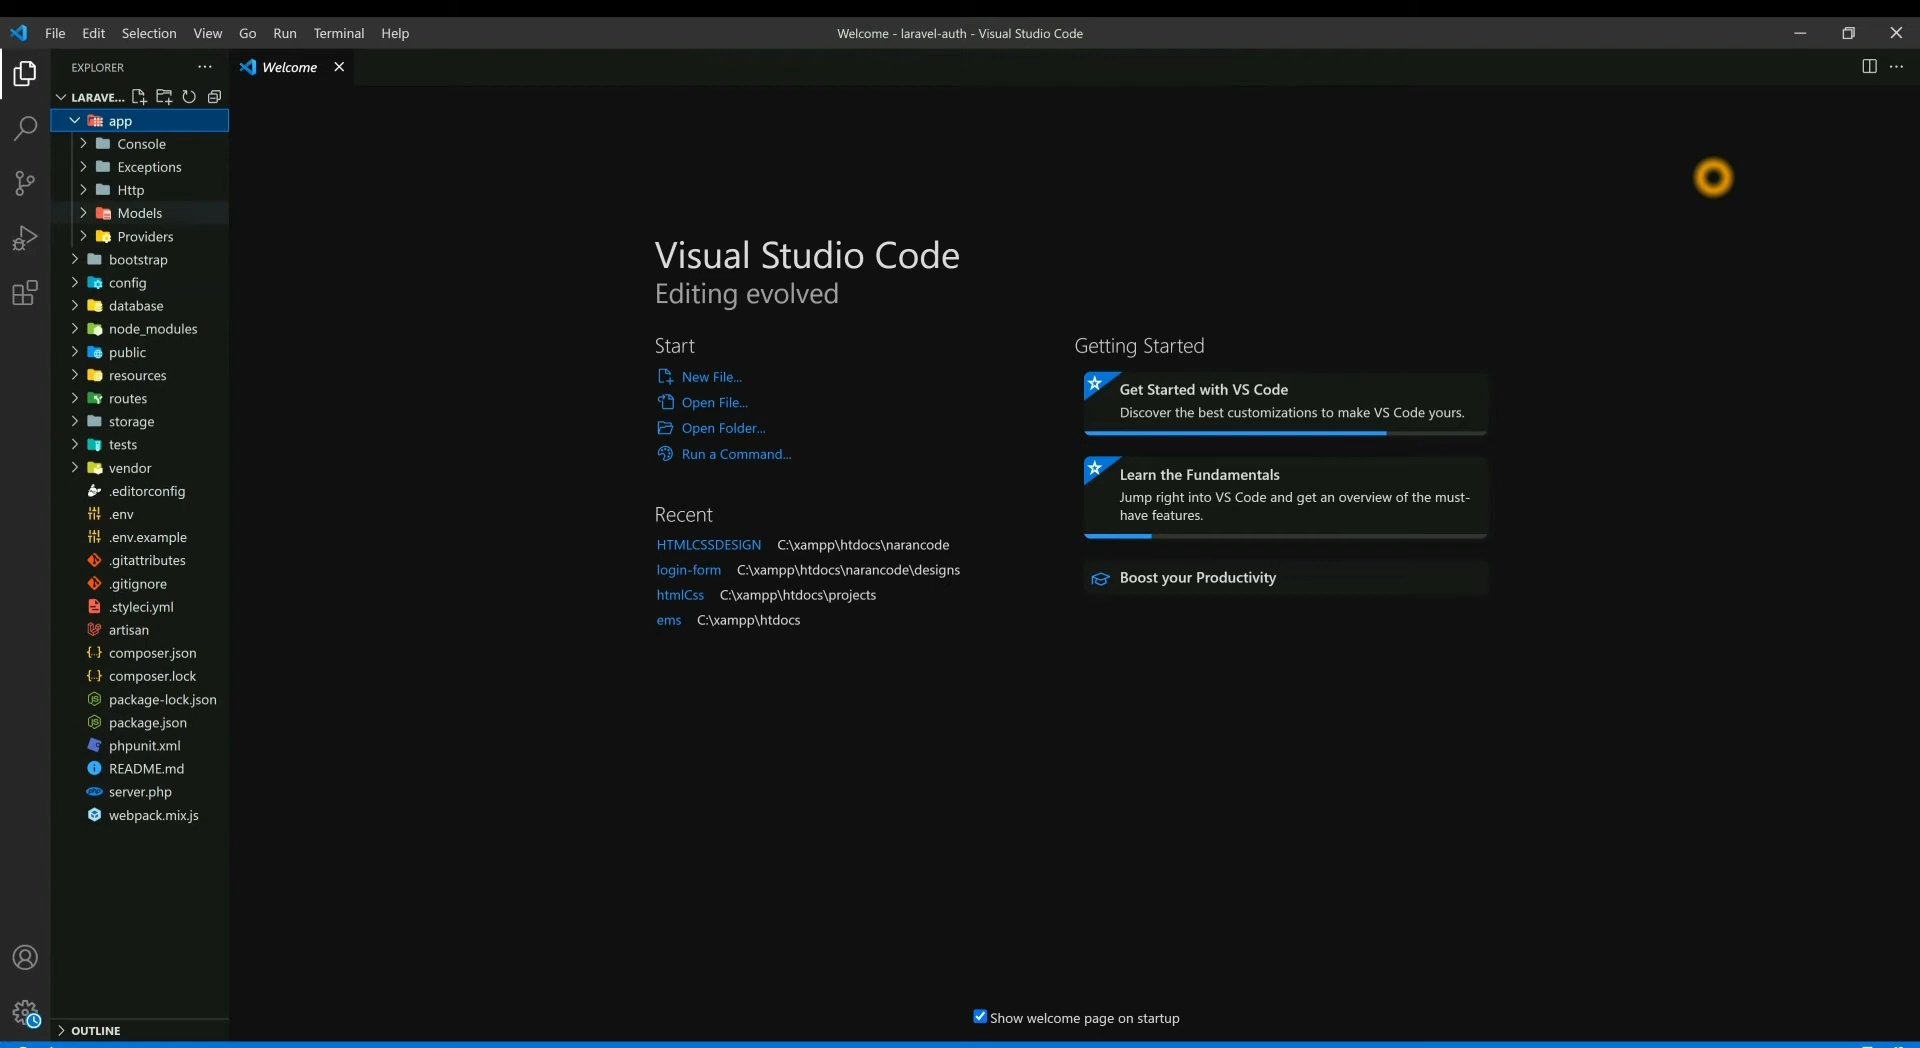 File Edit Selection View Go Run Terminal Help
Welcome - laravel-auth - Visual Studio Code
EXPLORER
Welcome
LARAVE...
app
Console
Exceptions
Http
Models
Providers
bootstrap
config
database
node_modules
public
resources
routes
storage
tests
vendor
.editorconfig
.env
.env.example
.gitattributes
.gitignore
.styleci.yml
artisan
composer.json
composer.lock
package-lock.json
package.json
phpunit.xml
README.md
server.php
webpack.mix.js
OUTLINE
Visual Studio Code
Editing evolved
Start
New File...
Open File...
Open Folder...
Run a Command...
Recent
HTMLCSSDESIGN C:\xampp\htdocs\narancode
login-form C:\xampp\htdocs\narancode\designs
htmlCss C:\xampp\htdocs\projects
ems C:\xampp\htdocs
Getting Started
Get Started with VS Code
Discover the best customizations to make VS Code yours.
Learn the Fundamentals
Jump right into VS Code and get an overview of the must-
have features.
Boost your Productivity
Show welcome page on startup